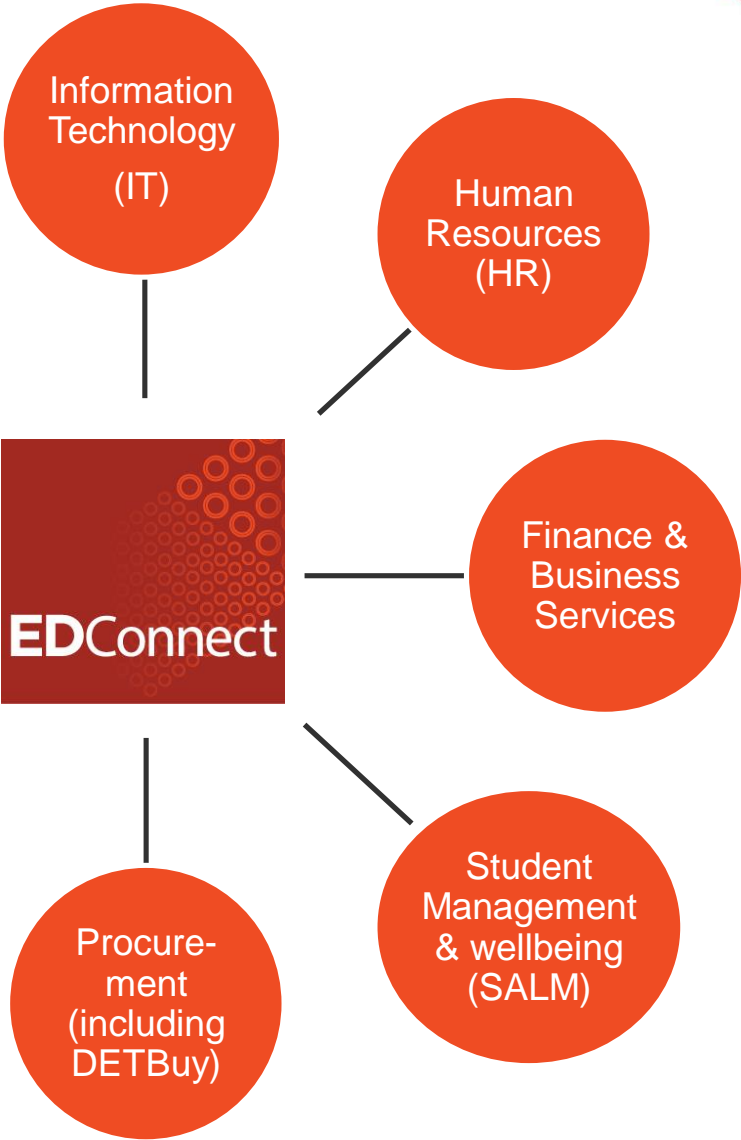 Information
Technology
(IT)
Human
Resources
(HR)
Finance &
Business
Services
EDConnect
Student
Management
& wellbeing
(SALM)
Procure-
ment
(including
DETBuy)